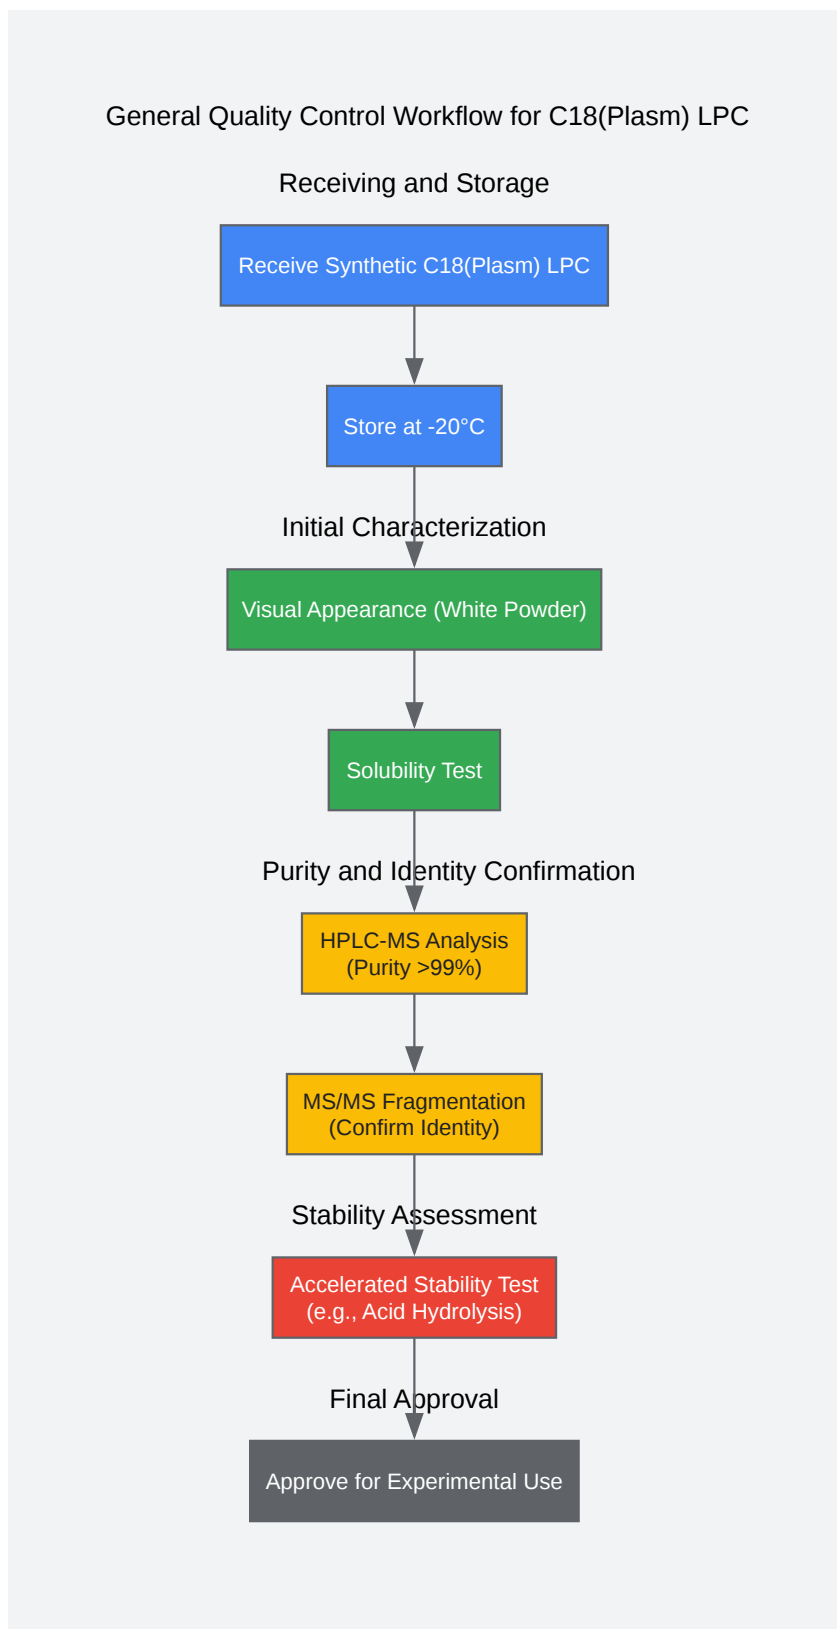 General Quality Control Workflow for C18(Plasm) LPC
Receiving and Storage
Receive Synthetic C18(Plasm) LPC
Store at -20°C
Initial Characterization
Visual Appearance (White Powder)
Solubility Test
Purity and Identity Confirmation
HPLC-MS Analysis
(Purity >99%)
MS/MS Fragmentation
(Confirm Identity)
Stability Assessment
Accelerated Stability Test
(e.g., Acid Hydrolysis)
Final Approval
Approve for Experimental Use